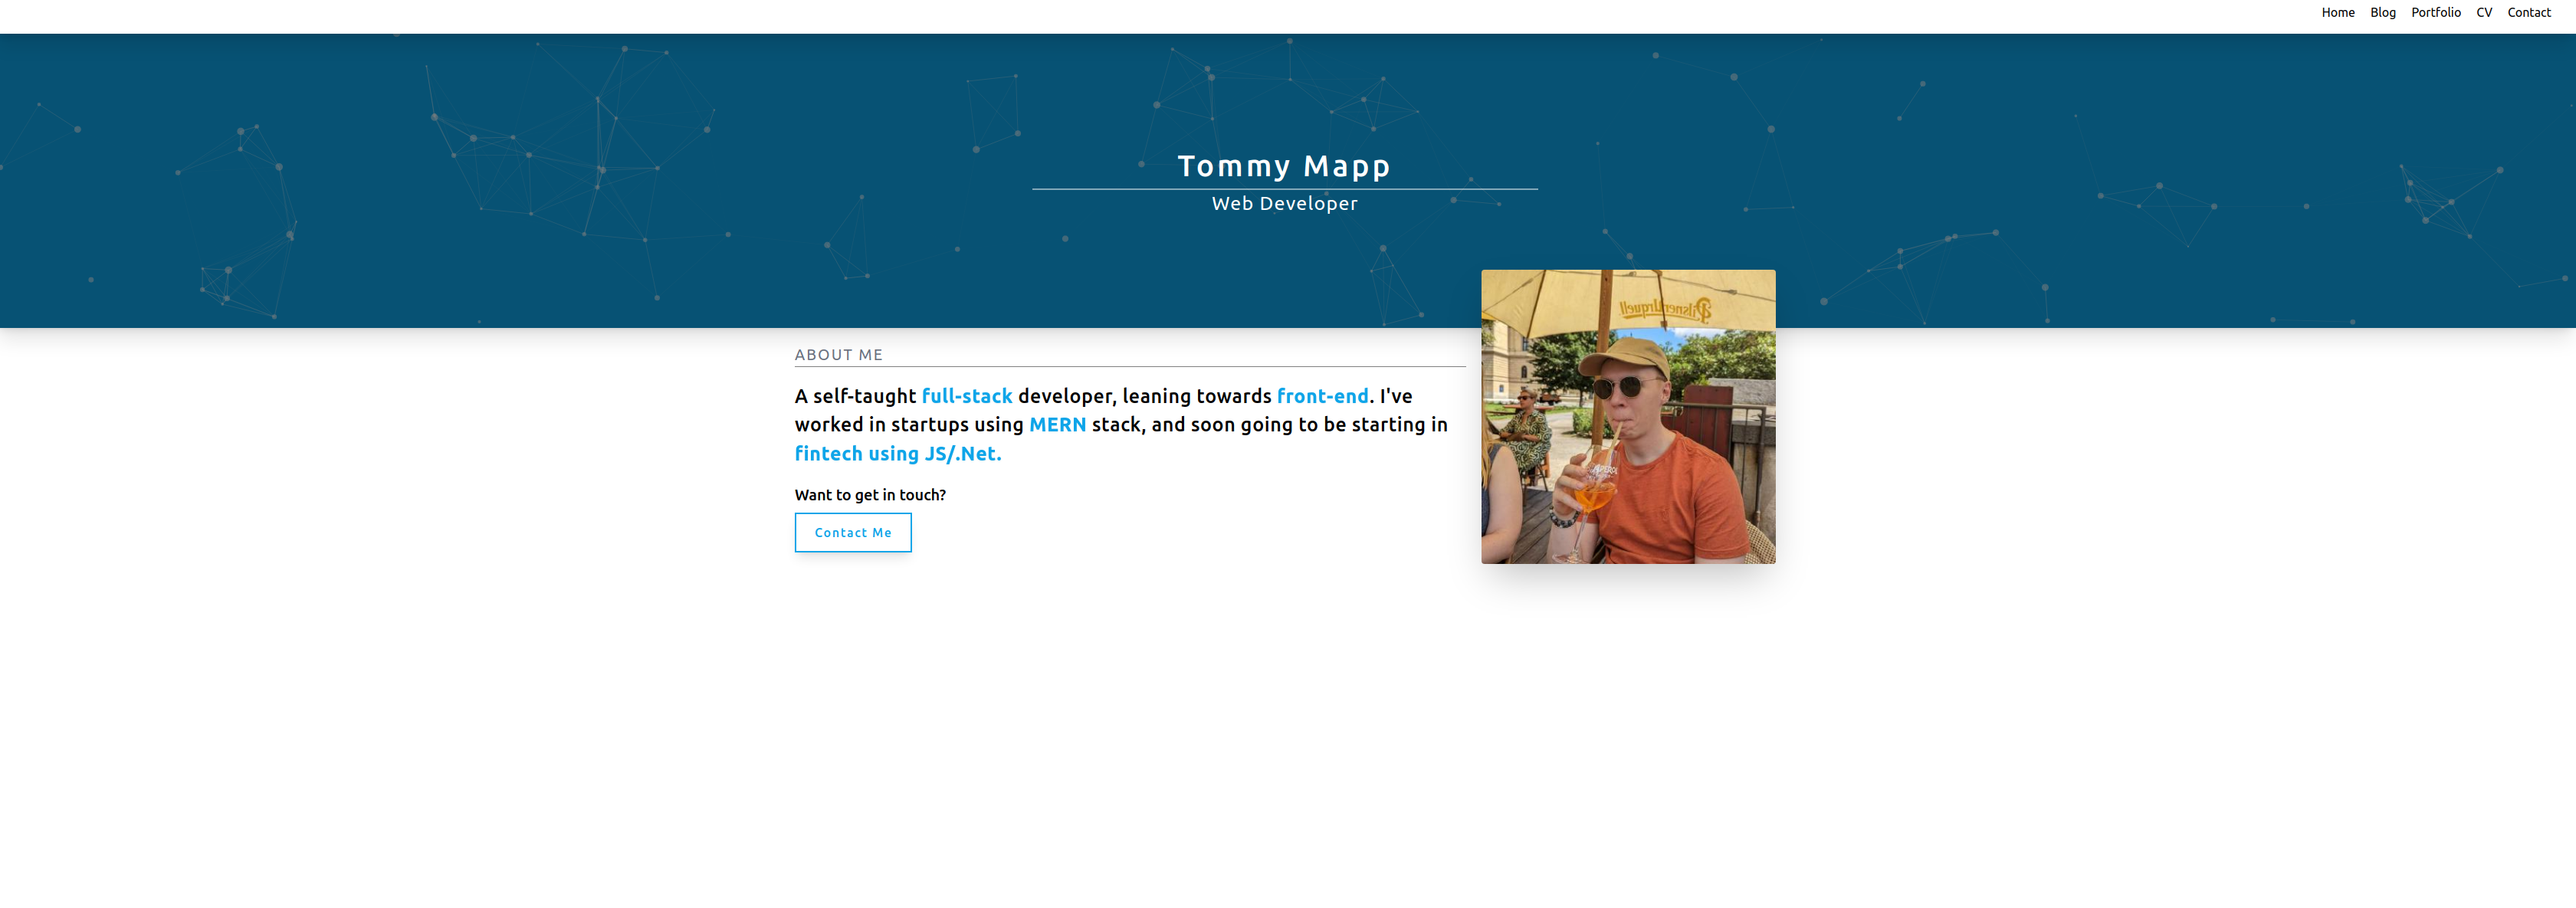 Home Blog Portfolio CV Contact
Tommy Mapp
Web Developer
Pilsner Urquell
ABOUT ME
A self-taught full-stack developer, leaning towards front-end. I've
worked in startups using MERN stack, and soon going to be starting in
fintech using JS/.Net.
Want to get in touch?
Contact Me